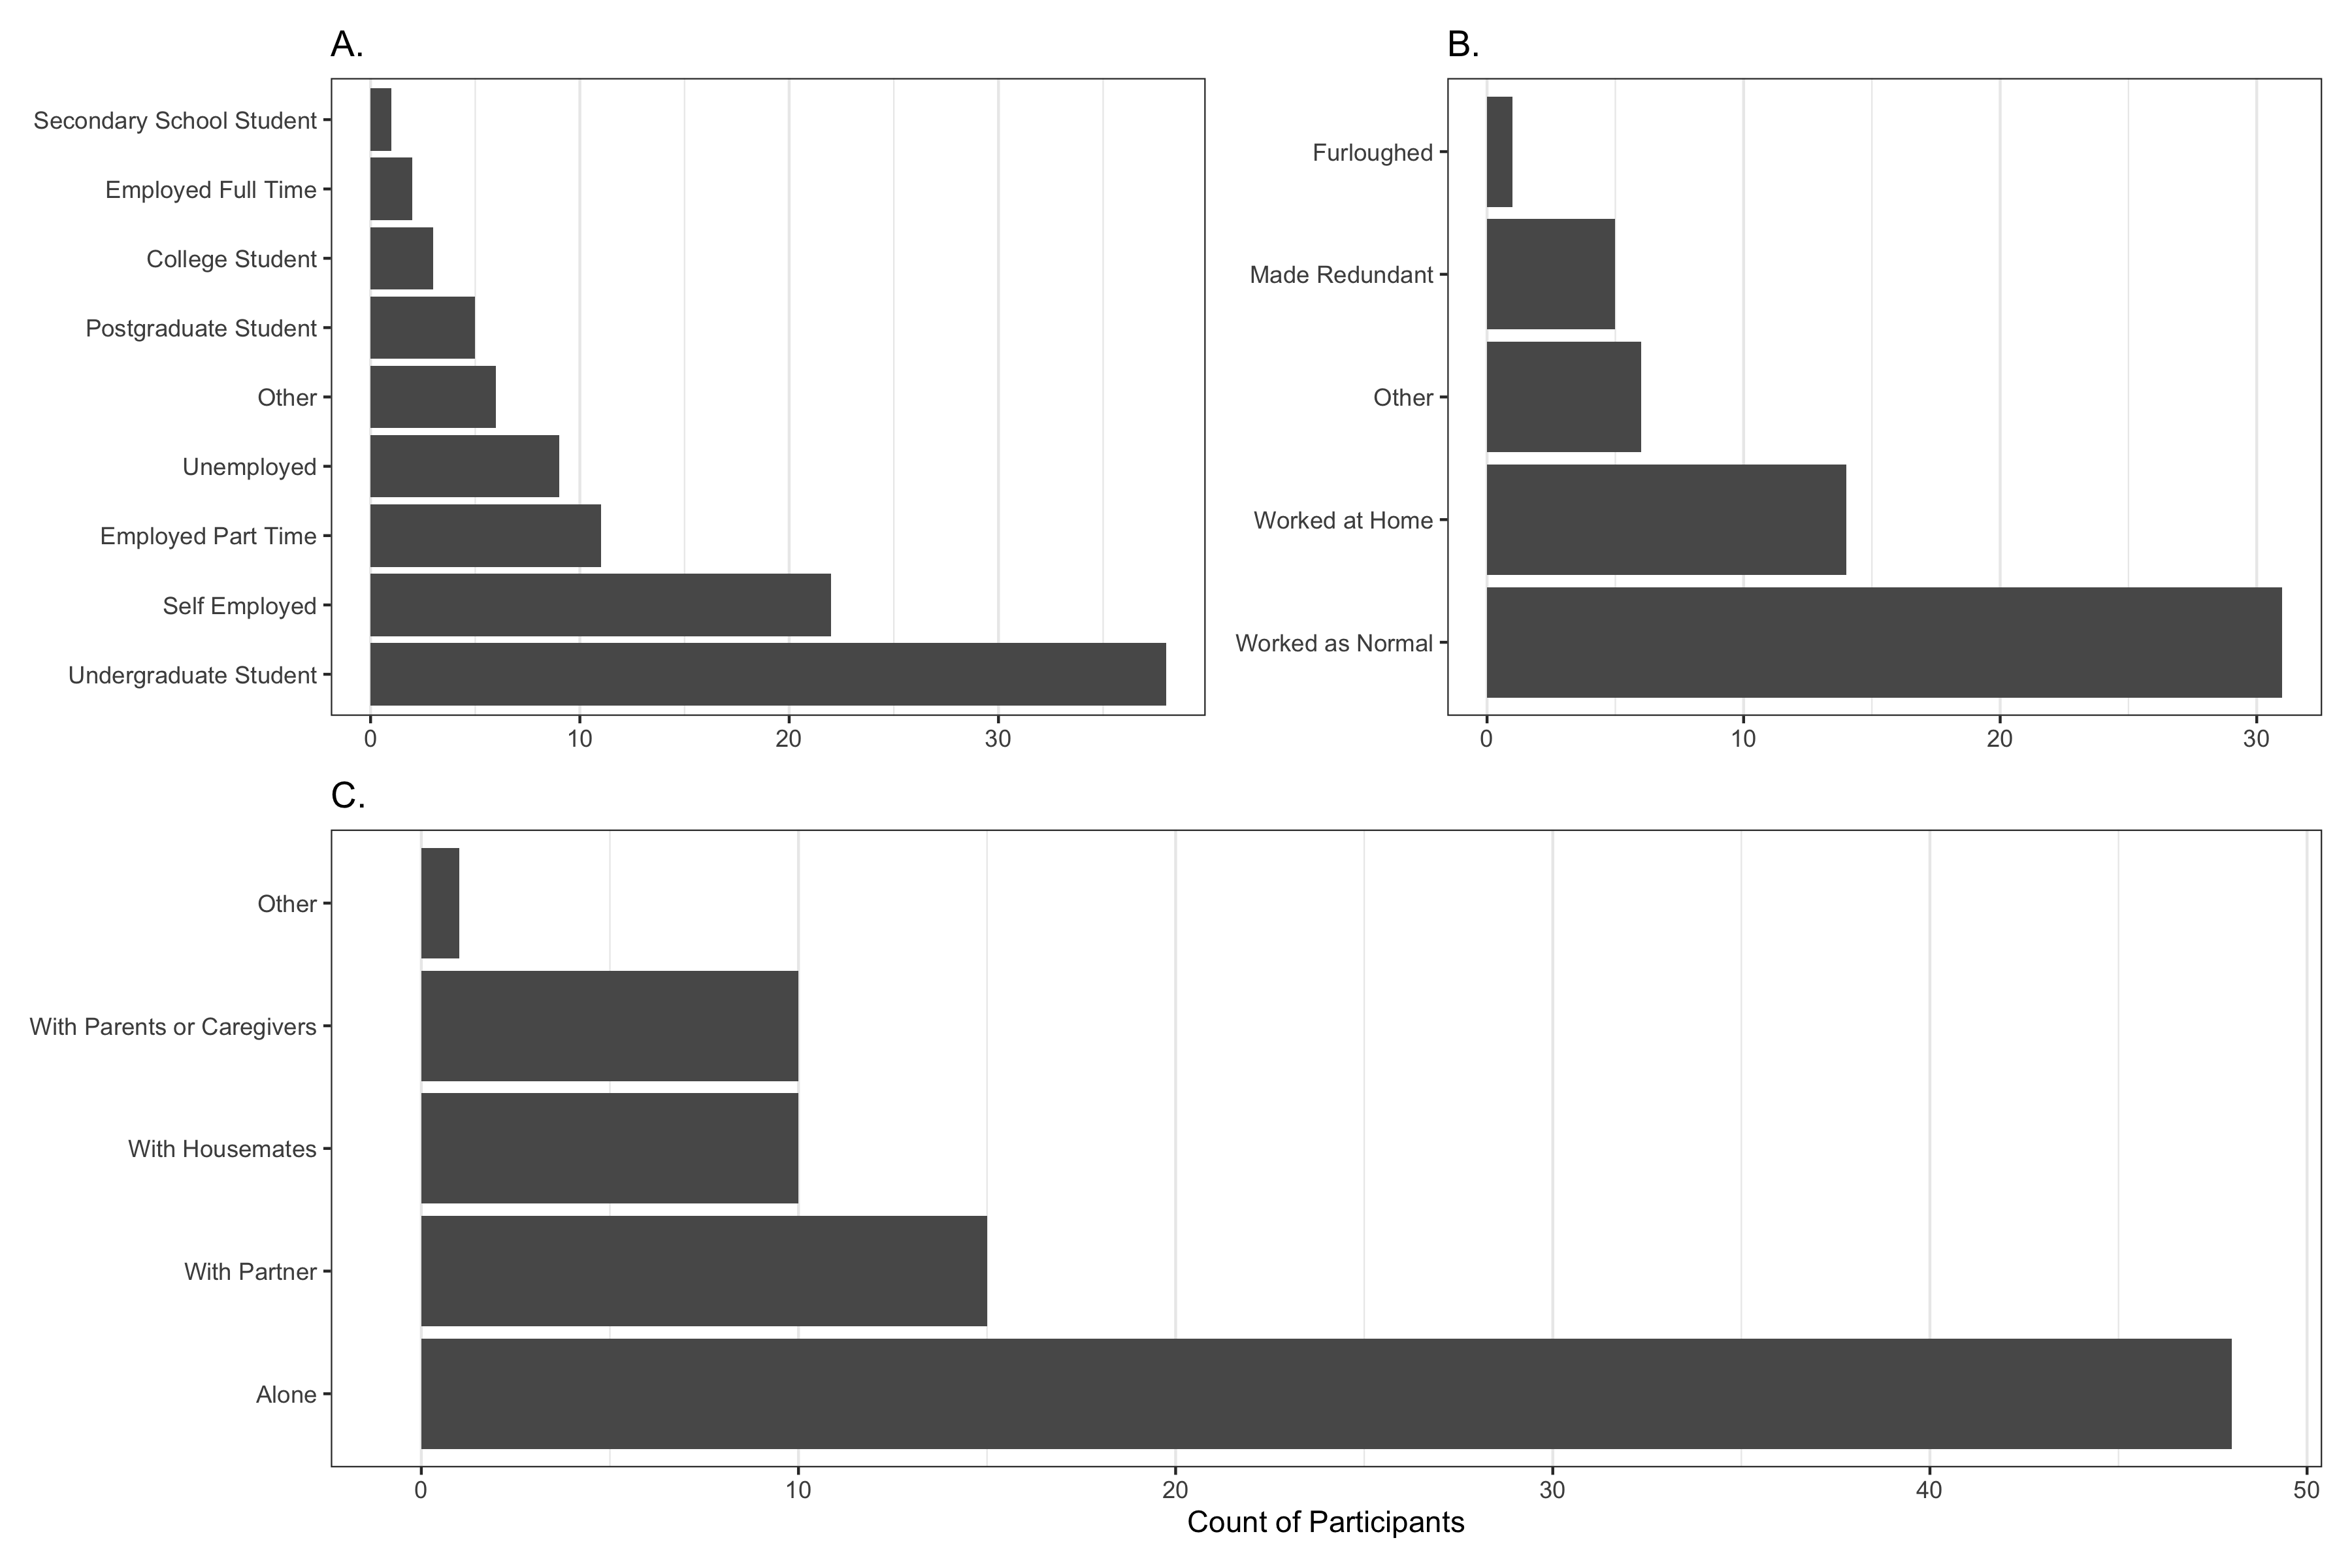 A.
Secondary School Student
Employed Full Time
College Student
Postgraduate Student
Other
Unemployed
Employed Part Time
Self Employed
Undergraduate Student
0 10 20 30
B.
Furloughed
Made Redundant
Other
Worked at Home
Worked as Normal
0 10 20 30
C.
Other
With Parents or Caregivers
With Housemates
With Partner
Alone
0 10 20 30 40 50
Count of Participants